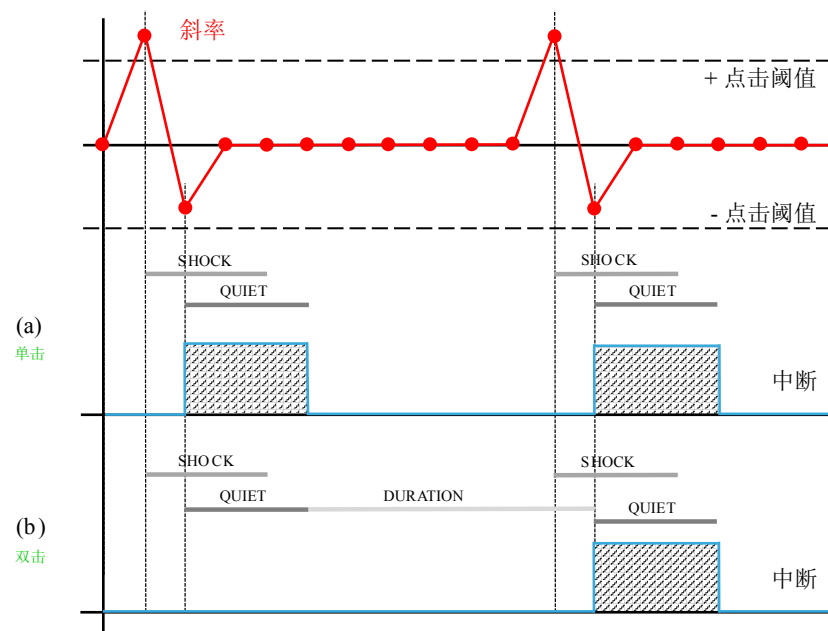 斜率
+ 点击阈值
- 点击阈值
SHOCK SHOCK
QUIET QUIET
(a)
单击
中断
SHOCK SHOCK
QUIET DURATION QUIET
(b)
双击
中断